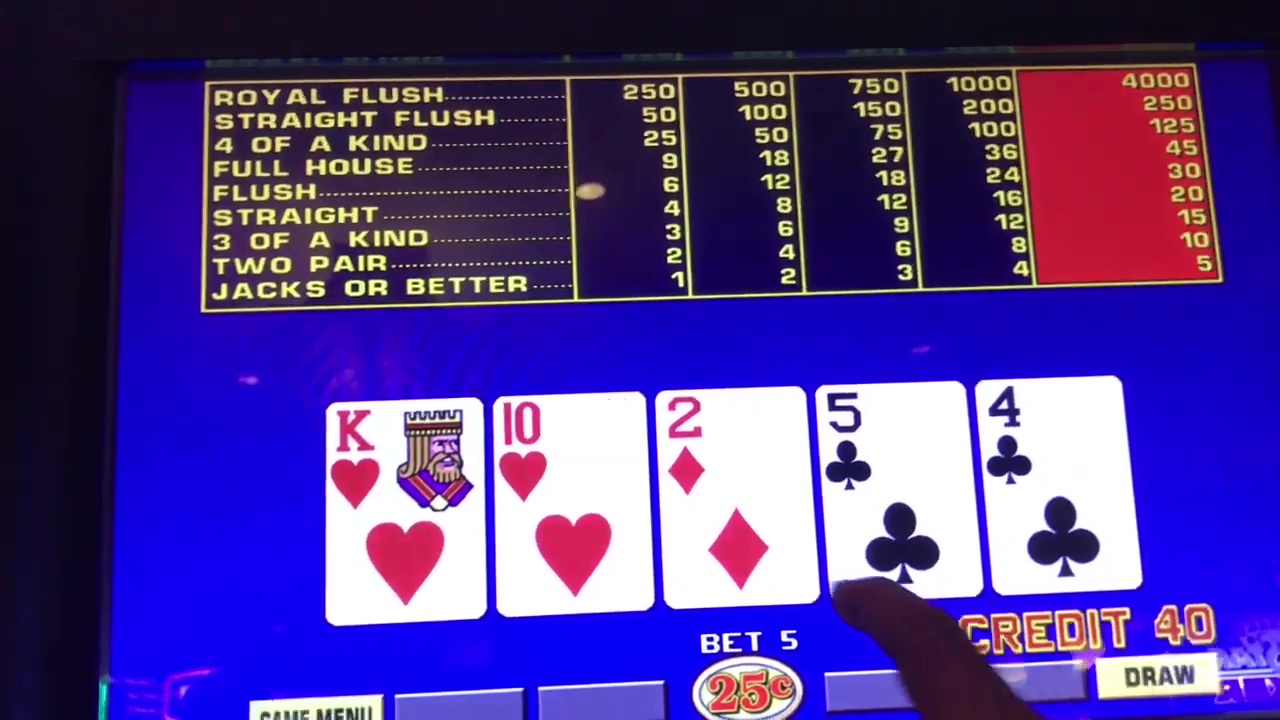 ROYAL FLUSH 250 500 750 1000 4000
STRAIGHT FLUSH 50 100 150 200 250
4 OF A KIND 25 50 75 100 125
FULL HOUSE 9 18 27 36 45
FLUSH 6 12 18 24 30
STRAIGHT 4 8 12 16 20
3 OF A KIND 3 6 9 12 15
TWO PAIR 2 4 6 8 10
JACKS OR BETTER 1 2 3 4 5
K 10 2 5 4
BET 5
CREDIT 40
GAME MENU
25¢
DRAW